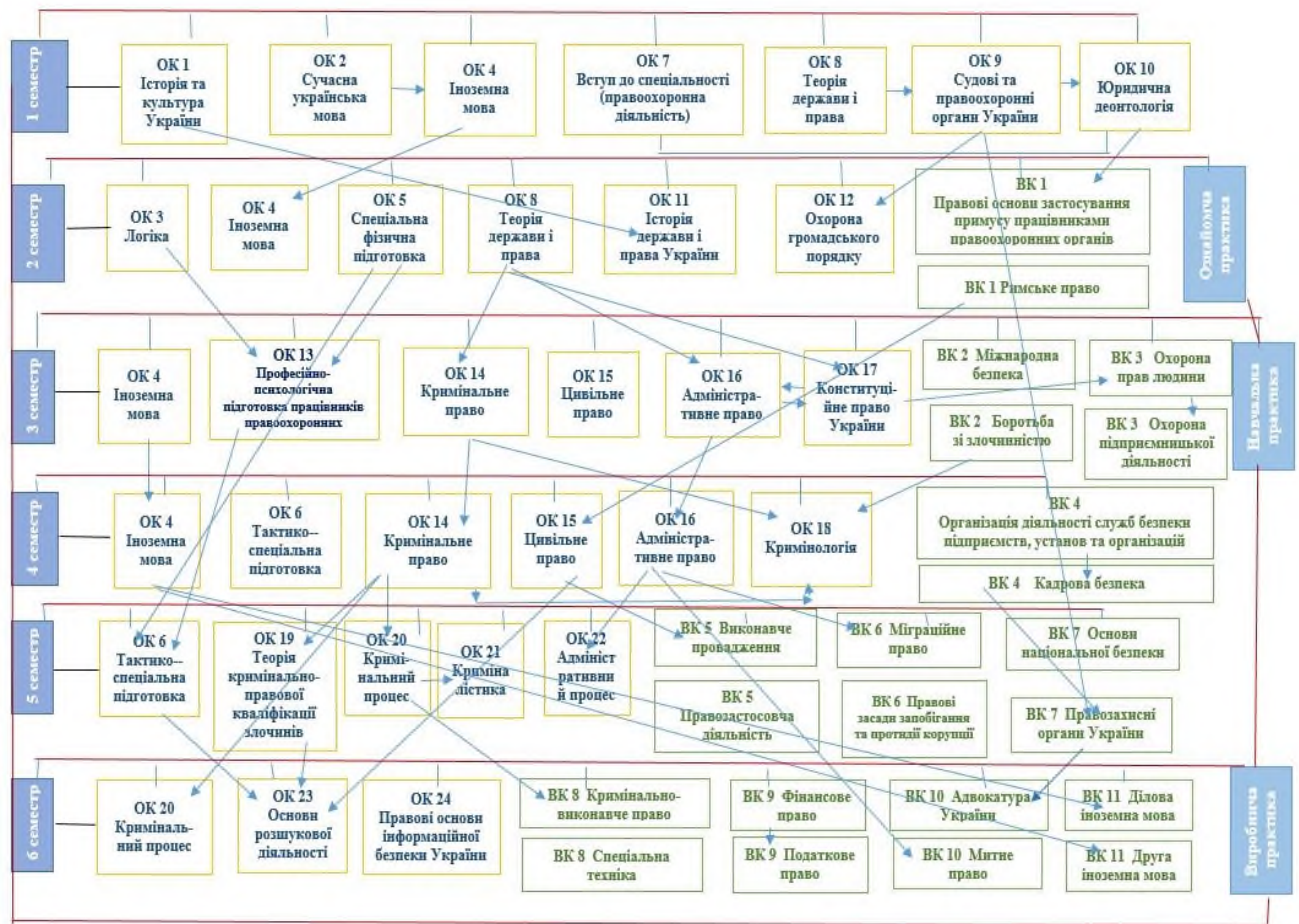 1 семестр
ОК 1
Історія та
культура
України
ОК 2
Сучасна
українська
мова
ОК 4
Іноземна
мова
ОК 7
Вступ до спеціальності
(правоохоронна
діяльність)
ОК 8
Теорія
держави і
права
ОК 9
Судові та
правоохоронні
органи України
ОК 10
Юридична
деонтологія
2 семестр
ОК 3
Логіка
ОК 4
Іноземна
мова
ОК 5
Спеціальна
фізична
підготовка
ОК 8
Теорія
держави і
права
ОК 11
Історія
держави і
права України
ОК 12
Охорона
громадського
порядку
ВК 1
Правові основи застосування
примусу працівниками
правоохоронних органів
ВК 1 Римське право
Ознайомча
практика
3 семестр
ОК 4
Іноземна
мова
ОК 13
Професійно-
психологічна
підготовка працівників
правоохоронних
ОК 14
Кримінальне
право
ОК 15
Цивільне
право
ОК 16
Адміністра-
тивне право
ОК 17
Конституці-
йне право
України
ВК 2 Міжнародна
безпека
ВК 2 Боротьба
зі злочинністю
ВК 3 Охорона
прав людини
ВК 3 Охорона
підприємницької
діяльності
Навчальна
практика
4 семестр
ОК 4
Іноземна
мова
ОК 6
Тактико--
спеціальна
підготовка
ОК 14
Кримінальне
право
ОК 15
Цивільне
право
ОК 16
Адміністра-
тивне право
ОК 18
Кримінологія
ВК 4
Організація діяльності служб безпеки
підприємств, установ та організацій
ВК 4 Кадрова безпека
5 семестр
ОК 6
Тактико--
спеціальна
підготовка
ОК 19
Теорія
кримінально-
правової
кваліфікації
злочинів
ОК 20
Кримі-
нальний
процес
ОК 21
Криміна
лістика
ОК 22
Адмініст
ративни
й процес
ВК 5 Виконавче
провадження
ВК 5
Правозастосовча
діяльність
ВК 6 Міграційне
право
ВК 6 Правові
засади запобігання
та протидії корупції
ВК 7 Основи
національної безпеки
ВК 7 Правозахисні
органи України
6 семестр
ОК 20
Криміналь-
ний процес
ОК 23
Основи
розшукової
діяльності
ОК 24
Правові основи
інформаційної
безпеки України
ВК 8 Кримінально-
виконавче право
ВК 8 Спеціальна
техніка
ВК 9 Фінансове
право
ВК 9 Податкове
право
ВК 10 Адвокатура
України
ВК 10 Митне
право
ВК 11 Ділова
іноземна мова
ВК 11 Друга
іноземна мова
Виробнича
практика